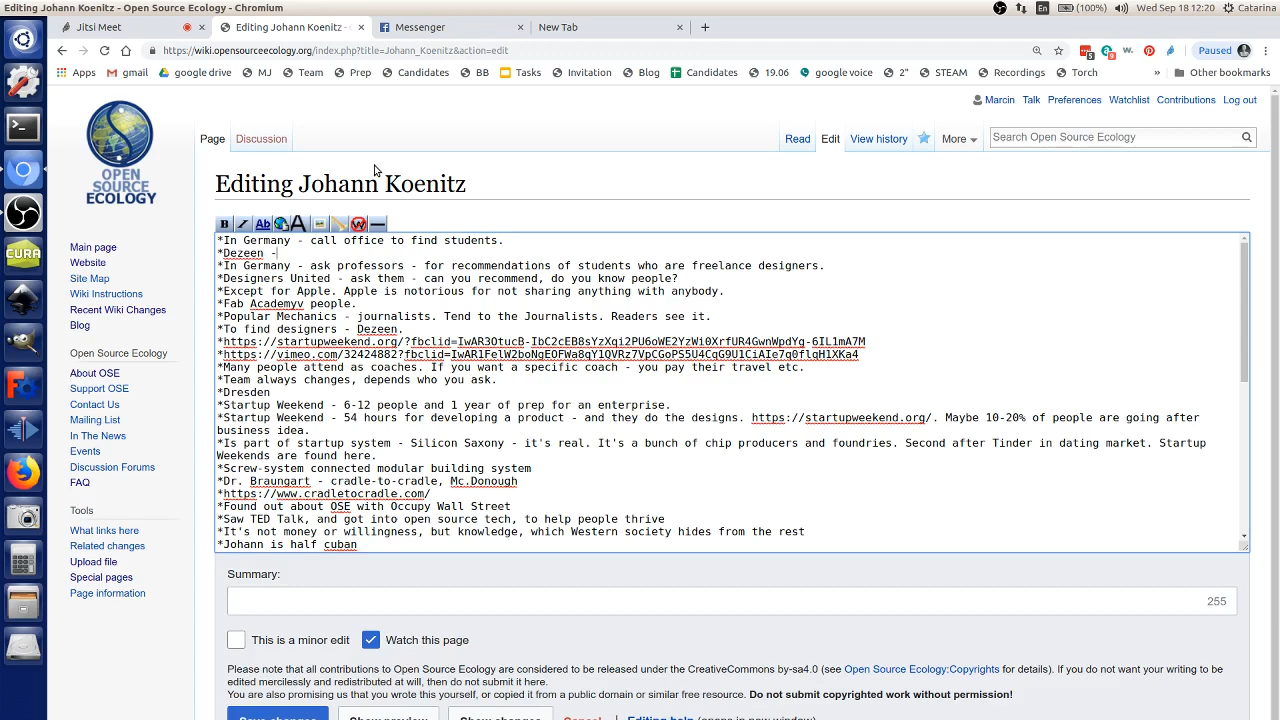 Editing Johann Koenitz - Open Source Ecology - Chromium
En (100%) Wed Sep 18 12:20 Catarina
Jitsi Meet Editing Johann Koenitz - Messenger New Tab
https://wiki.opensourceecology.org/index.php?title=Johann_Koenitz&action=edit Paused
Apps gmail google drive MJ Team Prep Candidates BB Tasks Invitation Blog Candidates 19.06 google voice 2" STEAM Recordings Torch » Other bookmarks
Marcin Talk Preferences Watchlist Contributions Log out
Page Discussion Read Edit View history More Search Open Source Ecology
OPEN
SOURCE
ECOLOGY
Editing Johann Koenitz
B I Ab A W
*In Germany - call office to find students.
*Dezeen -
*In Germany - ask professors - for recommendations of students who are freelance designers.
*Designers United - ask them - can you recommend, do you know people?
*Except for Apple. Apple is notorious for not sharing anything with anybody.
*Fab Academyv people.
*Popular Mechanics - journalists. Tend to the Journalists. Readers see it.
*To find designers - Dezeen.
*https://startupweekend.org/?fbclid=IwAR3OtucB-IbC2cEB8sYzXqi2PU6oWE2YzWi0XrfUR4GwnWpdYg-6IL1mA7M
*https://vimeo.com/32424882?fbclid=IwAR1FelW2boNgEbFWa8qY1QVRz7VpCGoPS5U4CqG9U1CiAIe7q0flqH1XKa4
*Many people attend as coaches. If you want a specific coach - you pay their travel etc.
*Team always changes, depends who you ask.
*Dresden
*Startup Weekend - 6-12 people and 1 year of prep for an enterprise.
*Startup Weekend - 54 hours for developing a product - and they do the designs. https://startupweekend.org/. Maybe 10-20% of people are going after
business idea.
*Is part of startup system - Silicon Saxony - it's real. It's a bunch of chip producers and foundries. Second after Tinder in dating market. Startup
Weekends are found here.
*Screw-system connected modular building system
*Dr. Braungart - cradle-to-cradle, Mc.Donough
*https://www.cradletocradle.com/
*Found out about OSE with Occupy Wall Street
*Saw TED Talk, and got into open source tech, to help people thrive
*It's not money or willingness, but knowledge, which Western society hides from the rest
*Johann is half cuban
Main page
Website
Site Map
Wiki Instructions
Recent Wiki Changes
Blog
Open Source Ecology
About OSE
Support OSE
Contact Us
Mailing List
In The News
Events
Discussion Forums
FAQ
Tools
What links here
Related changes
Upload file
Special pages
Page information
CURA
Summary:
255
This is a minor edit Watch this page
Please note that all contributions to Open Source Ecology are considered to be released under the CreativeCommons by-sa4.0 (see Open Source Ecology:Copyrights for details). If you do not want your writing to be
edited mercilessly and redistributed at will, then do not submit it here.
You are also promising us that you wrote this yourself, or copied it from a public domain or similar free resource. Do not submit copyrighted work without permission!
Save changes Show preview Show changes Cancel Editing help (opens in new window)